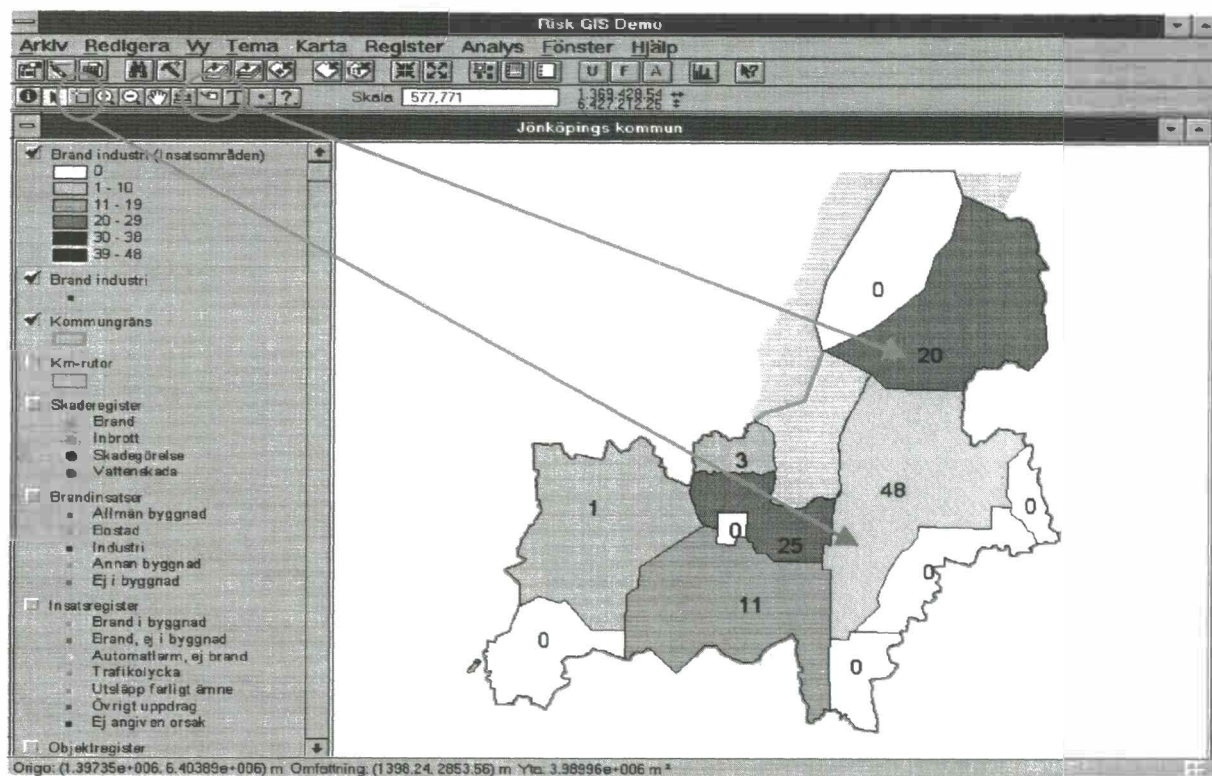 Risk GIS Demo
Arkiv Redigera Vy Tema Karta Register Analys Fönster Hjälp
U F A
T ?
Skala 577,771 1,369,428.54
6,427,212.25
Jönköpings kommun
Brand industri (Insatsområden)
0
1 - 10
11 - 19
20 - 29
30 - 38
39 - 48
Brand industri
Kommungräns
Km-rutor
Skaderegister
Brand
Inbrott
Skadegörelse
Vattenskada
Brandinsatser
Allmän byggnad
Bostad
Industri
Annan byggnad
Ej i byggnad
Insatsregister
Brand i byggnad
Brand, ej i byggnad
Automatlarm, ej brand
Trafikolycka
Utsläpp farligt ämne
Övrigt uppdrag
Ej angiven orsak
Objektregister
0
20
3
48
1
0
0
25
0
11
0
0
Origo: (1.39735e+006, 6.40389e+006) m Omfattning: (1398.24, 2853.56) m Yta: 3.98996e+006 m²